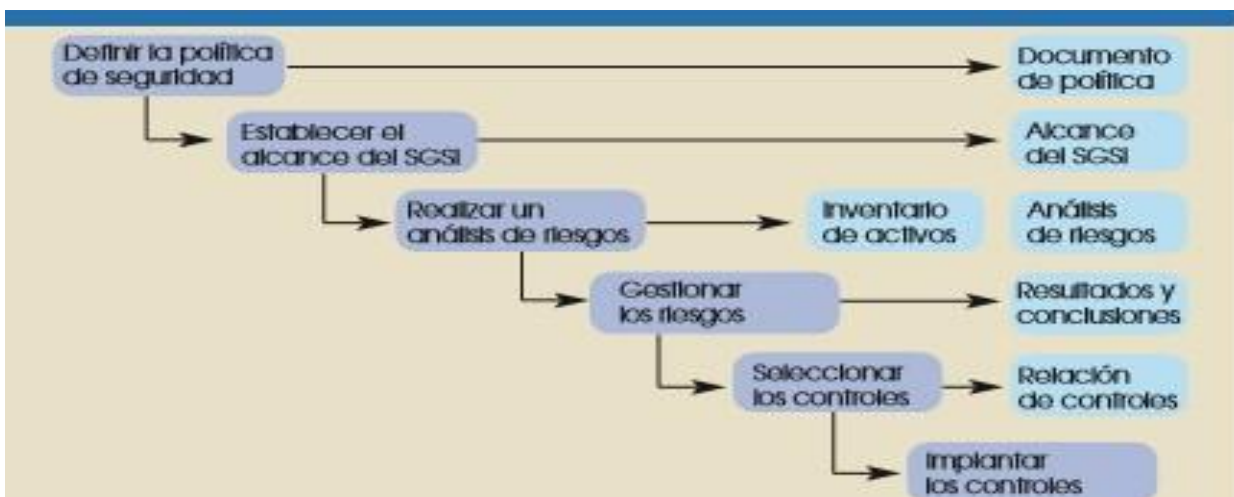 Definir la política
de seguridad
Documento
de política
Establecer el
alcance del SGSI
Alcance
del SGSI
Realizar un
análisis de riesgos
Inventario
de activos
Análisis
de riesgos
Gestionar
los riesgos
Resultados y
conclusiones
Seleccionar
los controles
Relación
de controles
Implantar
los controles